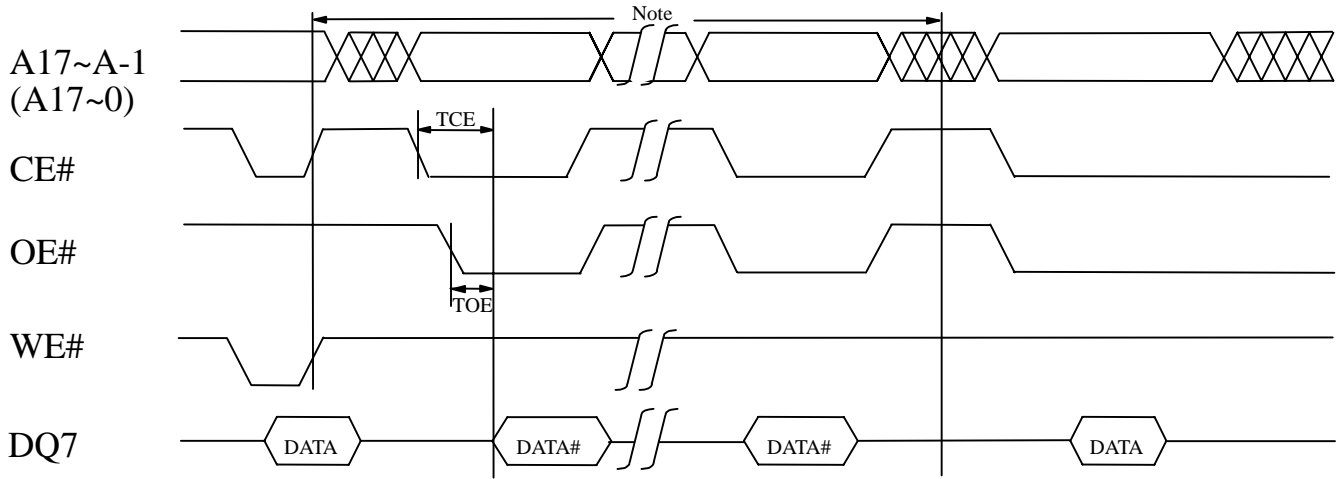 Note
A17~A-1
(A17~0)
TCE
CE#
OE#
TOE
WE#
DQ7
DATA
DATA#
DATA#
DATA